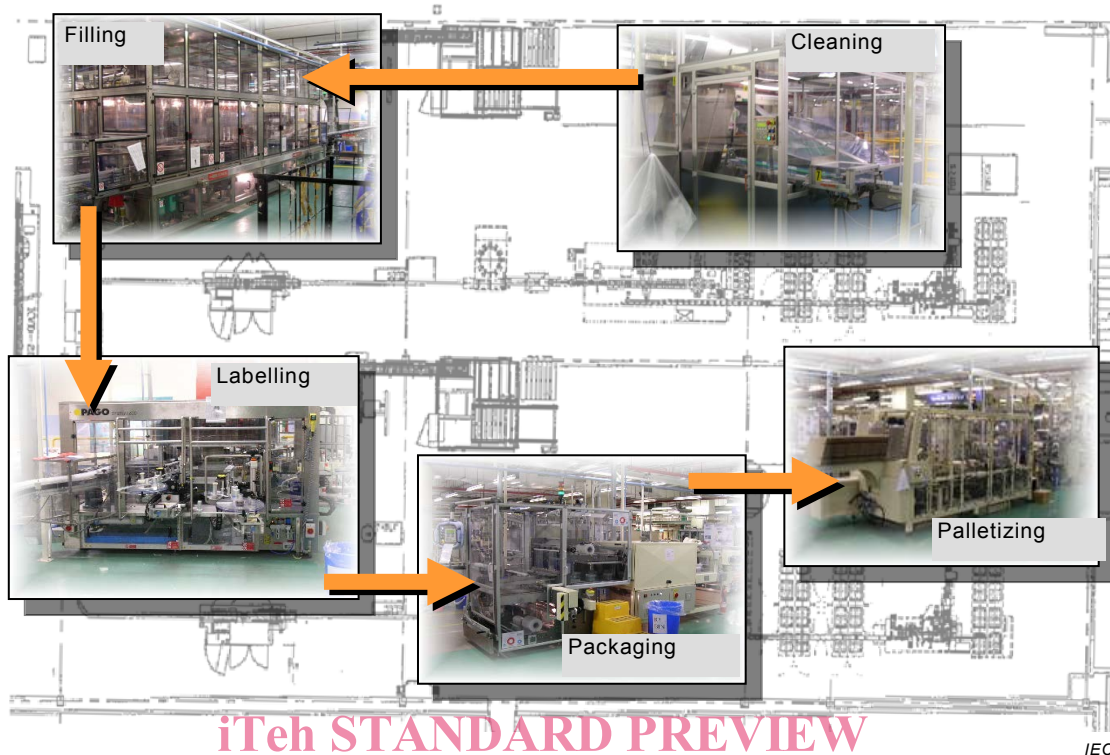 Filling
Cleaning
Labelling
PAGO
Packaging
Palletizing
iTeh STANDARD PREVIEW
IEC